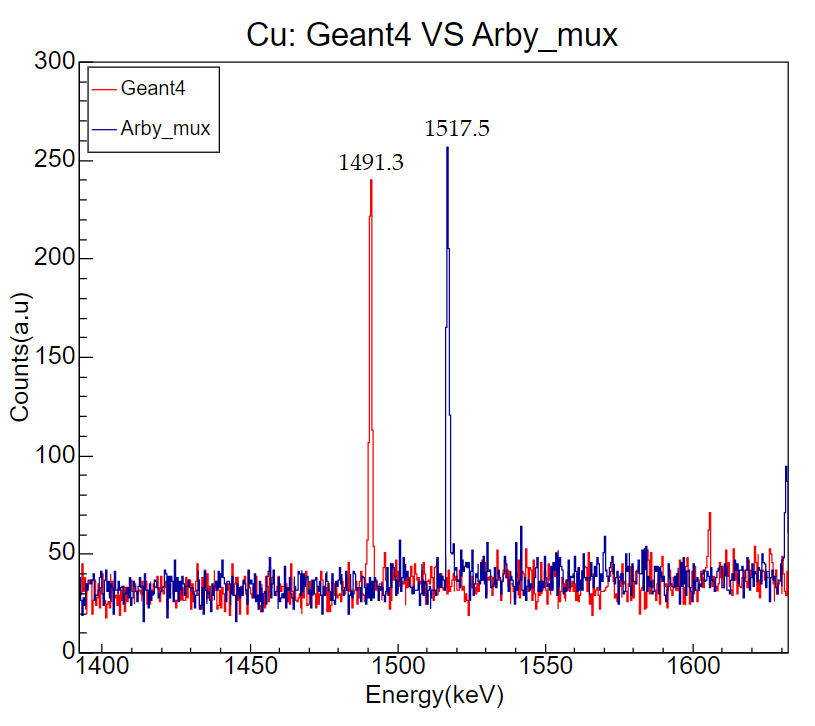 Cu: Geant4 VS Arby_mux
300
Geant4
Arby_mux
1517.5
1491.3
250
200
150
100
50
0
Counts(a.u)
1400 1450 1500 1550 1600
Energy(keV)